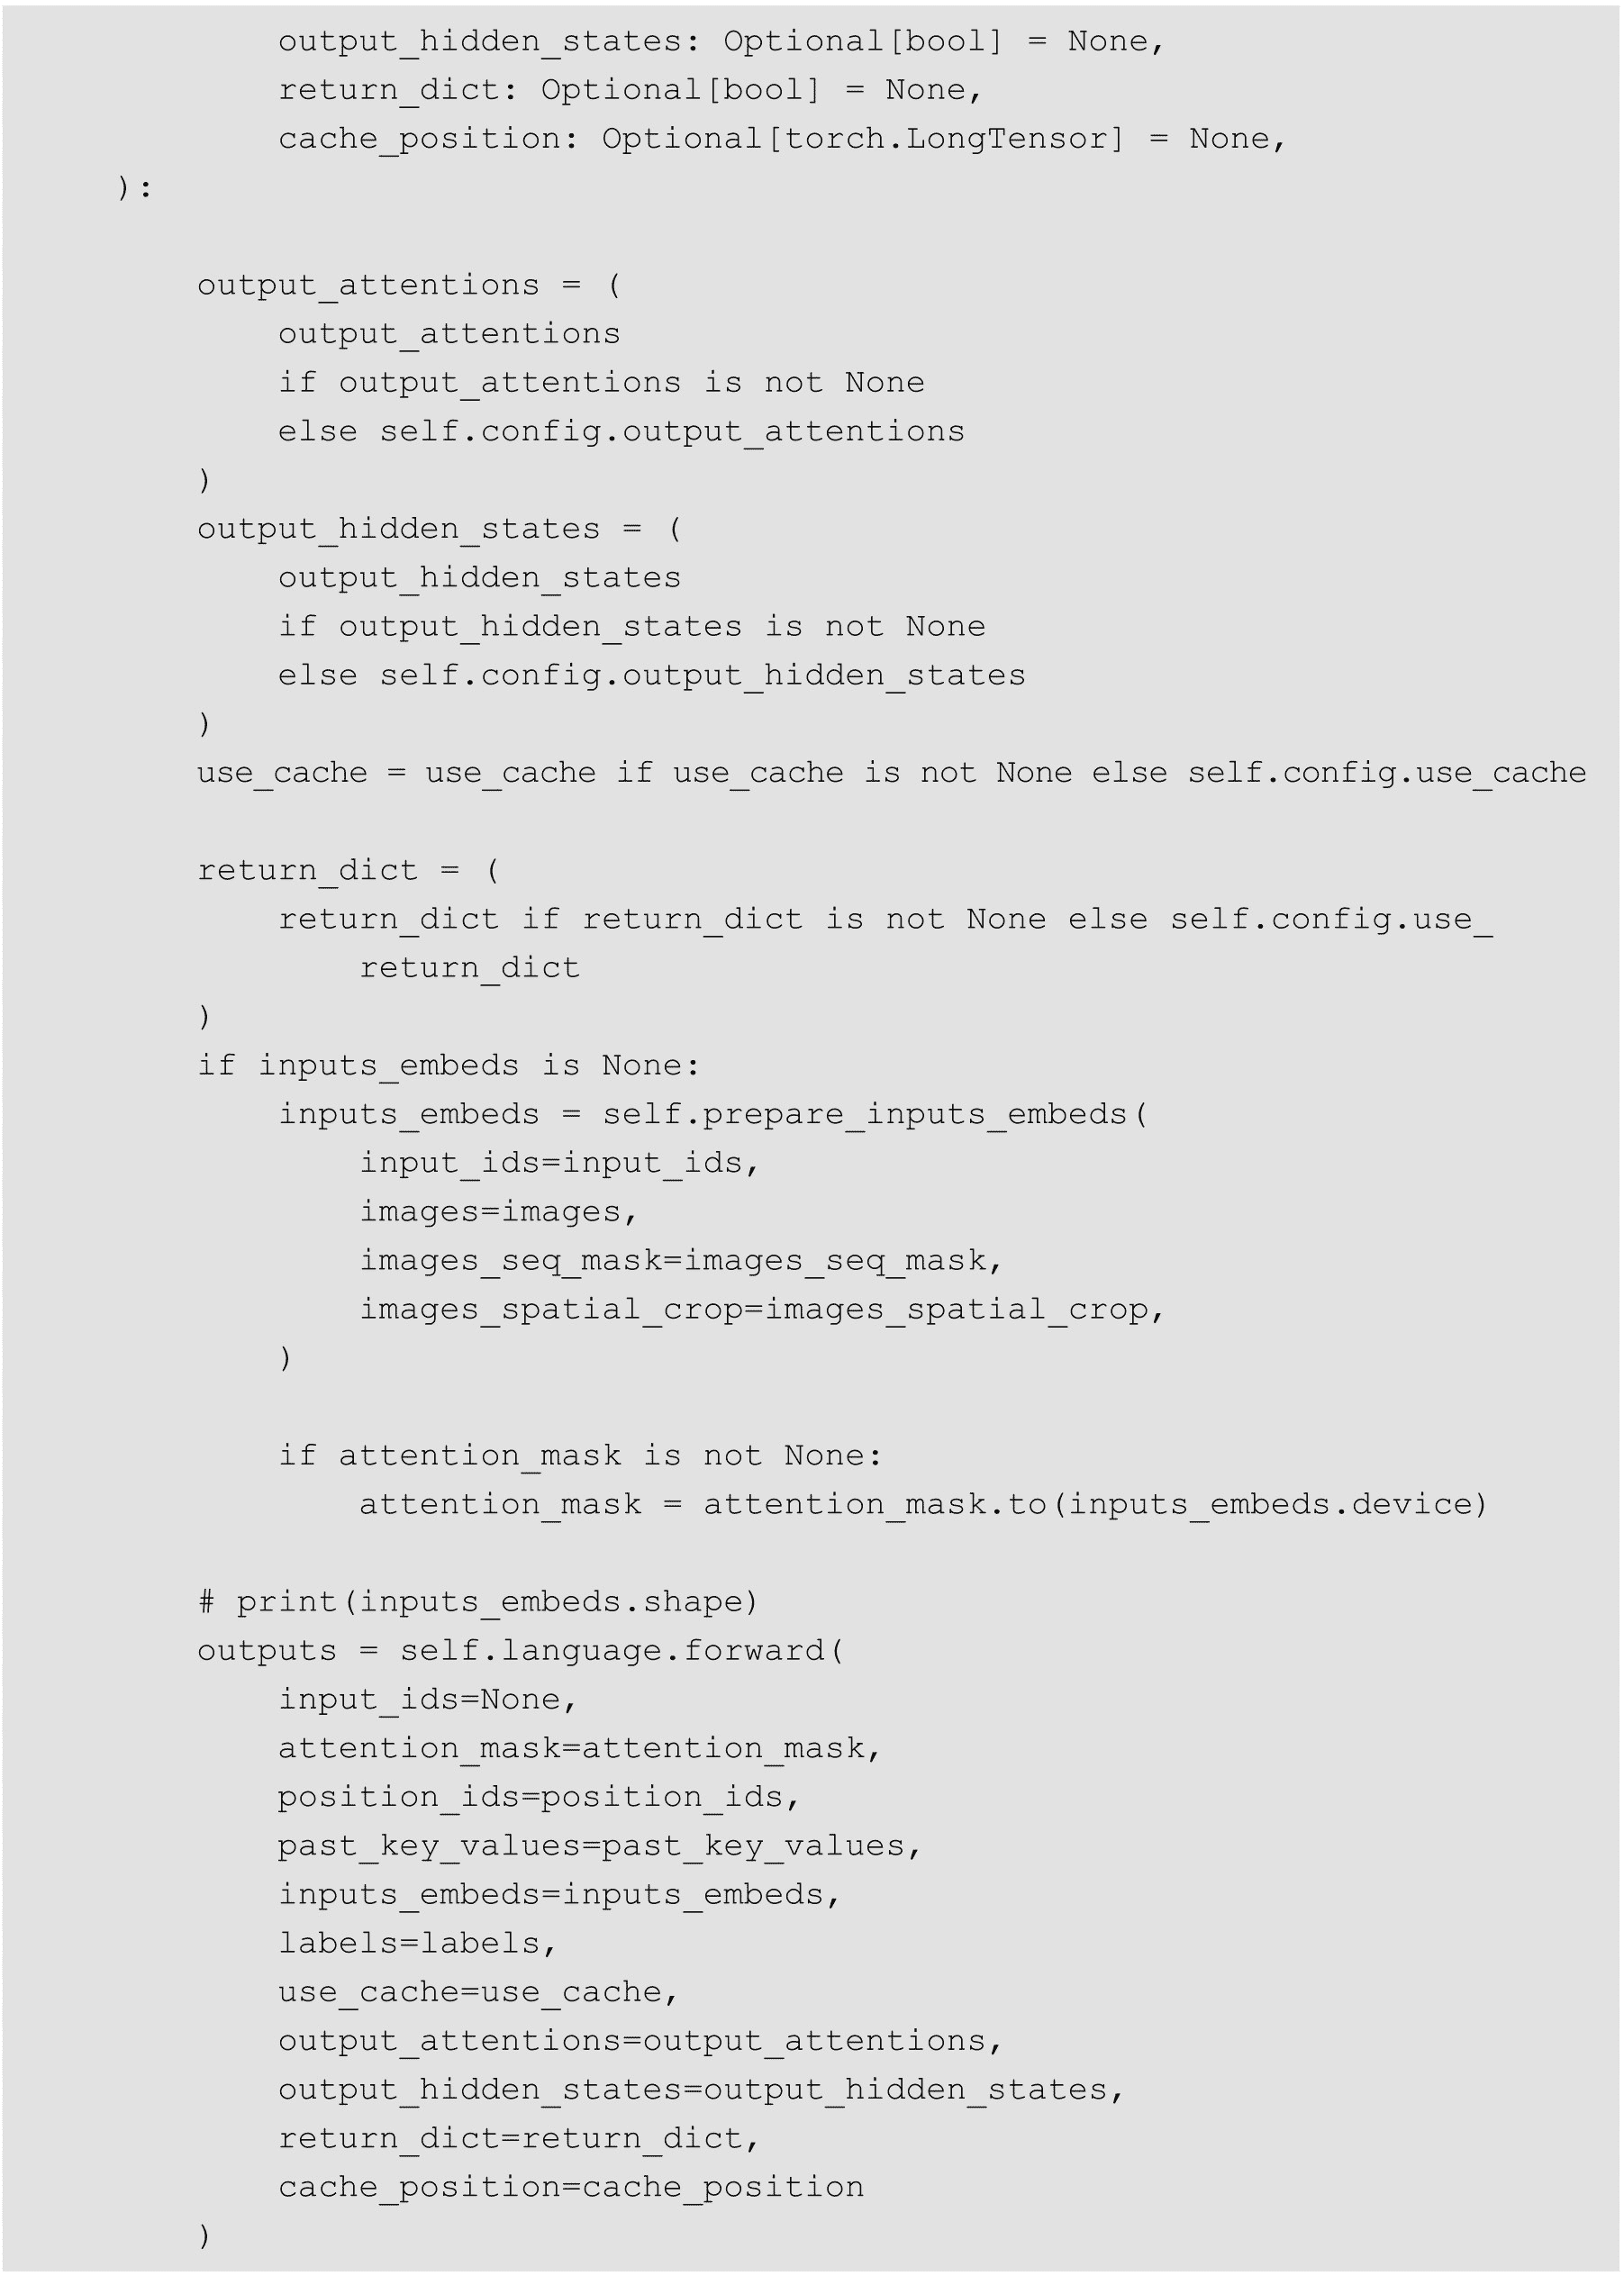 output_hidden_states: Optional[bool] = None,
        return_dict: Optional[bool] = None,
        cache_position: Optional[torch.LongTensor] = None,
):

    output_attentions = (
        output_attentions
        if output_attentions is not None
        else self.config.output_attentions
    )
    output_hidden_states = (
        output_hidden_states
        if output_hidden_states is not None
        else self.config.output_hidden_states
    )
    use_cache = use_cache if use_cache is not None else self.config.use_cache

    return_dict = (
        return_dict if return_dict is not None else self.config.use_
            return_dict
    )
    if inputs_embeds is None:
        inputs_embeds = self.prepare_inputs_embeds(
            input_ids=input_ids,
            images=images,
            images_seq_mask=images_seq_mask,
            images_spatial_crop=images_spatial_crop,
        )

        if attention_mask is not None:
            attention_mask = attention_mask.to(inputs_embeds.device)

    # print(inputs_embeds.shape)
    outputs = self.language.forward(
        input_ids=None,
        attention_mask=attention_mask,
        position_ids=position_ids,
        past_key_values=past_key_values,
        inputs_embeds=inputs_embeds,
        labels=labels,
        use_cache=use_cache,
        output_attentions=output_attentions,
        output_hidden_states=output_hidden_states,
        return_dict=return_dict,
        cache_position=cache_position
    )